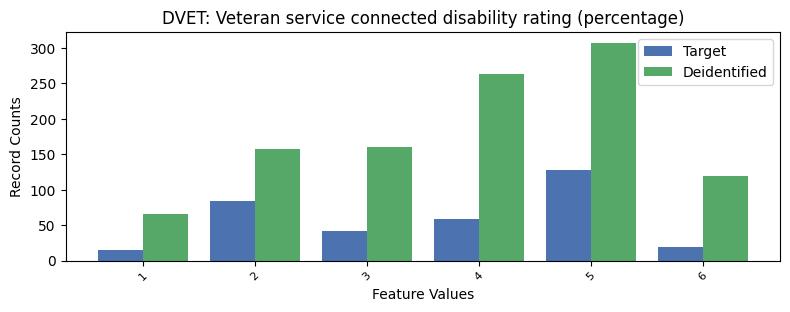 DVET: Veteran service connected disability rating (percentage)
Target
Deidentified
Record Counts
300
250
200
150
100
50
0
1 2 3 4 5 6
Feature Values